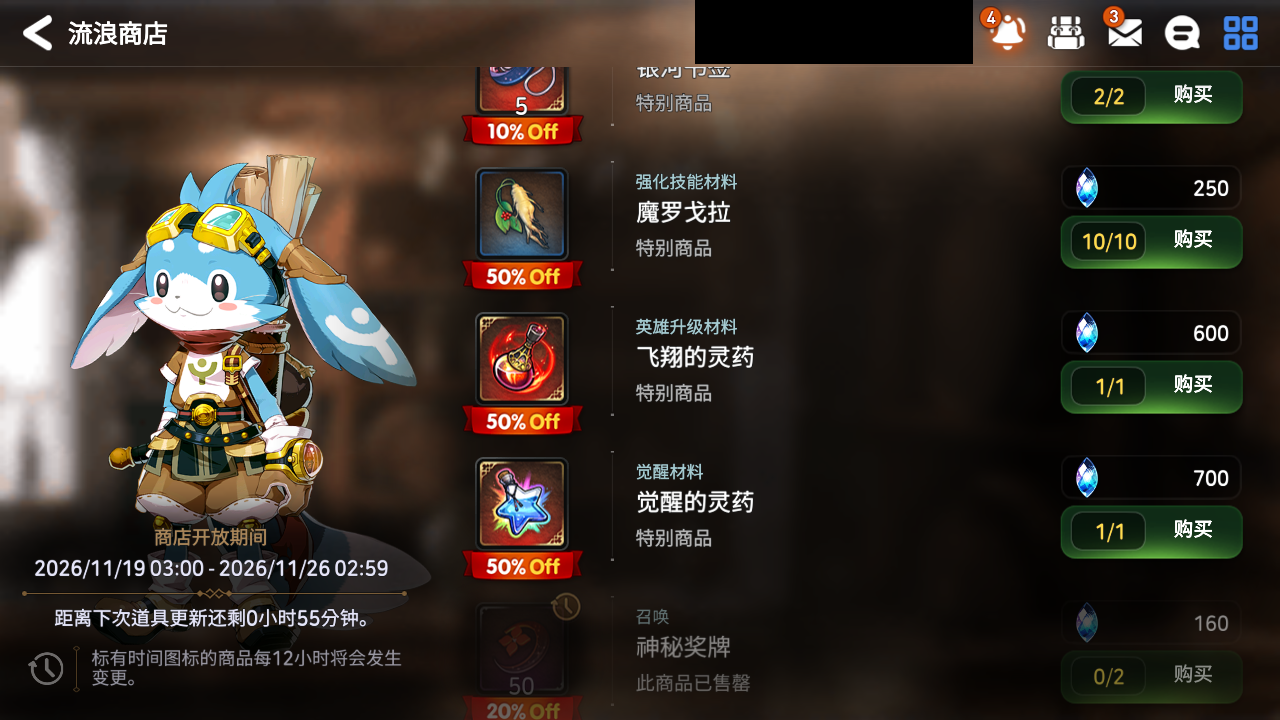 流浪商店
4
3
银河书签
特别商品
5
10% Off
2/2
购买
强化技能材料
魔罗戈拉
特别商品
50% Off
250
10/10
购买
英雄升级材料
飞翔的灵药
特别商品
50% Off
600
1/1
购买
觉醒材料
觉醒的灵药
特别商品
50% Off
700
1/1
购买
召唤
神秘奖牌
此商品已售罄
50
20% Off
160
0/2
购买
商店开放期间
2026/11/19 03:00 - 2026/11/26 02:59
距离下次道具更新还剩0小时55分钟。
标有时间图标的商品每12小时将会发生
变更。